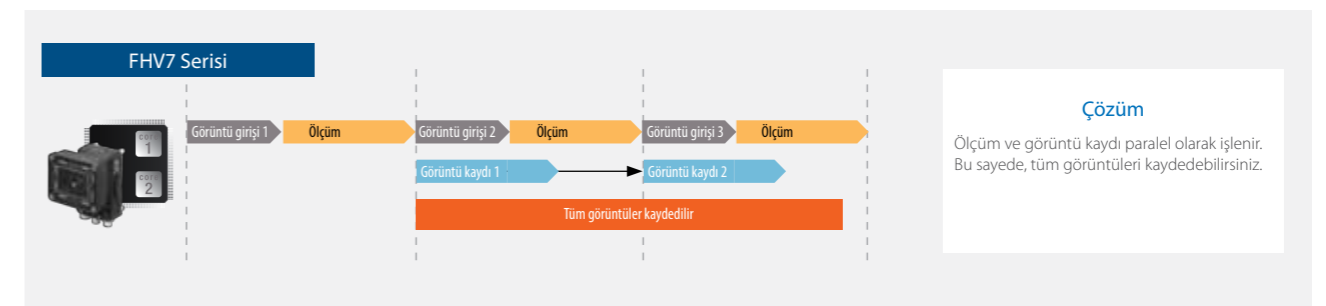 FHV7 Serisi
core
1
core
2
Görüntü girişi 1
Ölçüm
Görüntü girişi 2
Ölçüm
Görüntü girişi 3
Ölçüm
Görüntü kaydı 1
Görüntü kaydı 2
Tüm görüntüler kaydedilir
Çözüm
Ölçüm ve görüntü kaydı paralel olarak işlenir.
Bu sayede, tüm görüntüleri kaydedebilirsiniz.